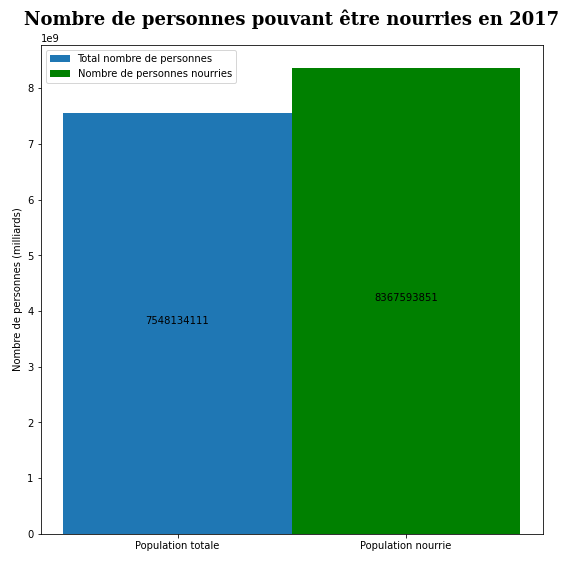 Nombre de personnes pouvant être nourries en 2017
1e9
Total nombre de personnes
Nombre de personnes nourries
8
7
6
5
4
3
2
1
0
Nombre de personnes (milliards)
7548134111
8367593851
Population totale
Population nourrie